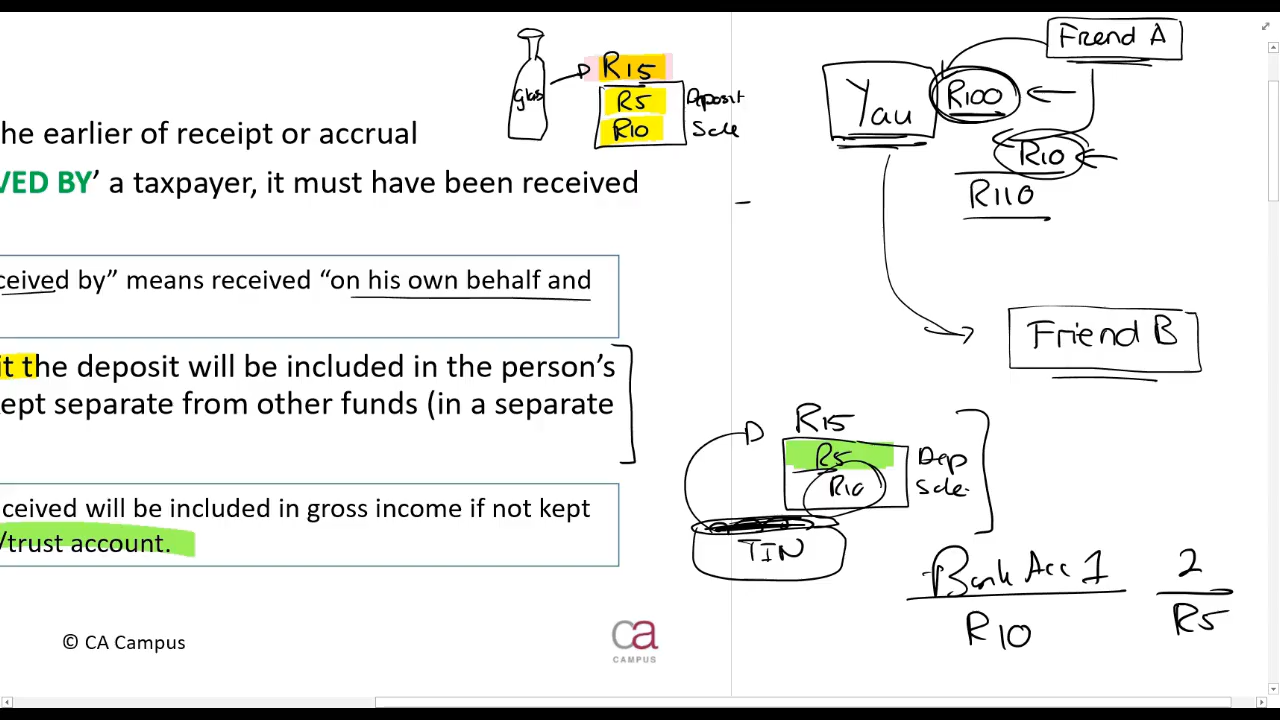 he earlier of receipt or accrual
VED BY’ a taxpayer, it must have been received
ceived by” means received “on his own behalf and
it the deposit will be included in the person’s
kept separate from other funds (in a separate
ceived will be included in gross income if not kept
/trust account.
© CA Campus
ca
CAMPUS
Glass
R15
R5 Deposit
R10 Sale
Friend A
You
R100
R10
R110
Friend B
R15
R5 Dep
R10 Sale
TIN
Bank Acc 1
R10
2
R5